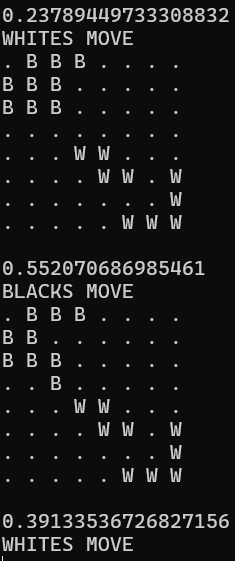 0.23789449733308832
WHITES MOVE
. B B B . . . .
B B B . . . . .
B B B . . . . .
. . . . . . . .
. . . W W . . .
. . . . W W . W
. . . . . . . W
. . . . . W W W
0.552070686985461
BLACKS MOVE
. B B B . . . .
B B . . . . . .
B B B . . . . .
. . B . . . . .
. . . W W . . .
. . . . W W . W
. . . . . . . W
. . . . . W W W
0.39133536726827156
WHITES MOVE